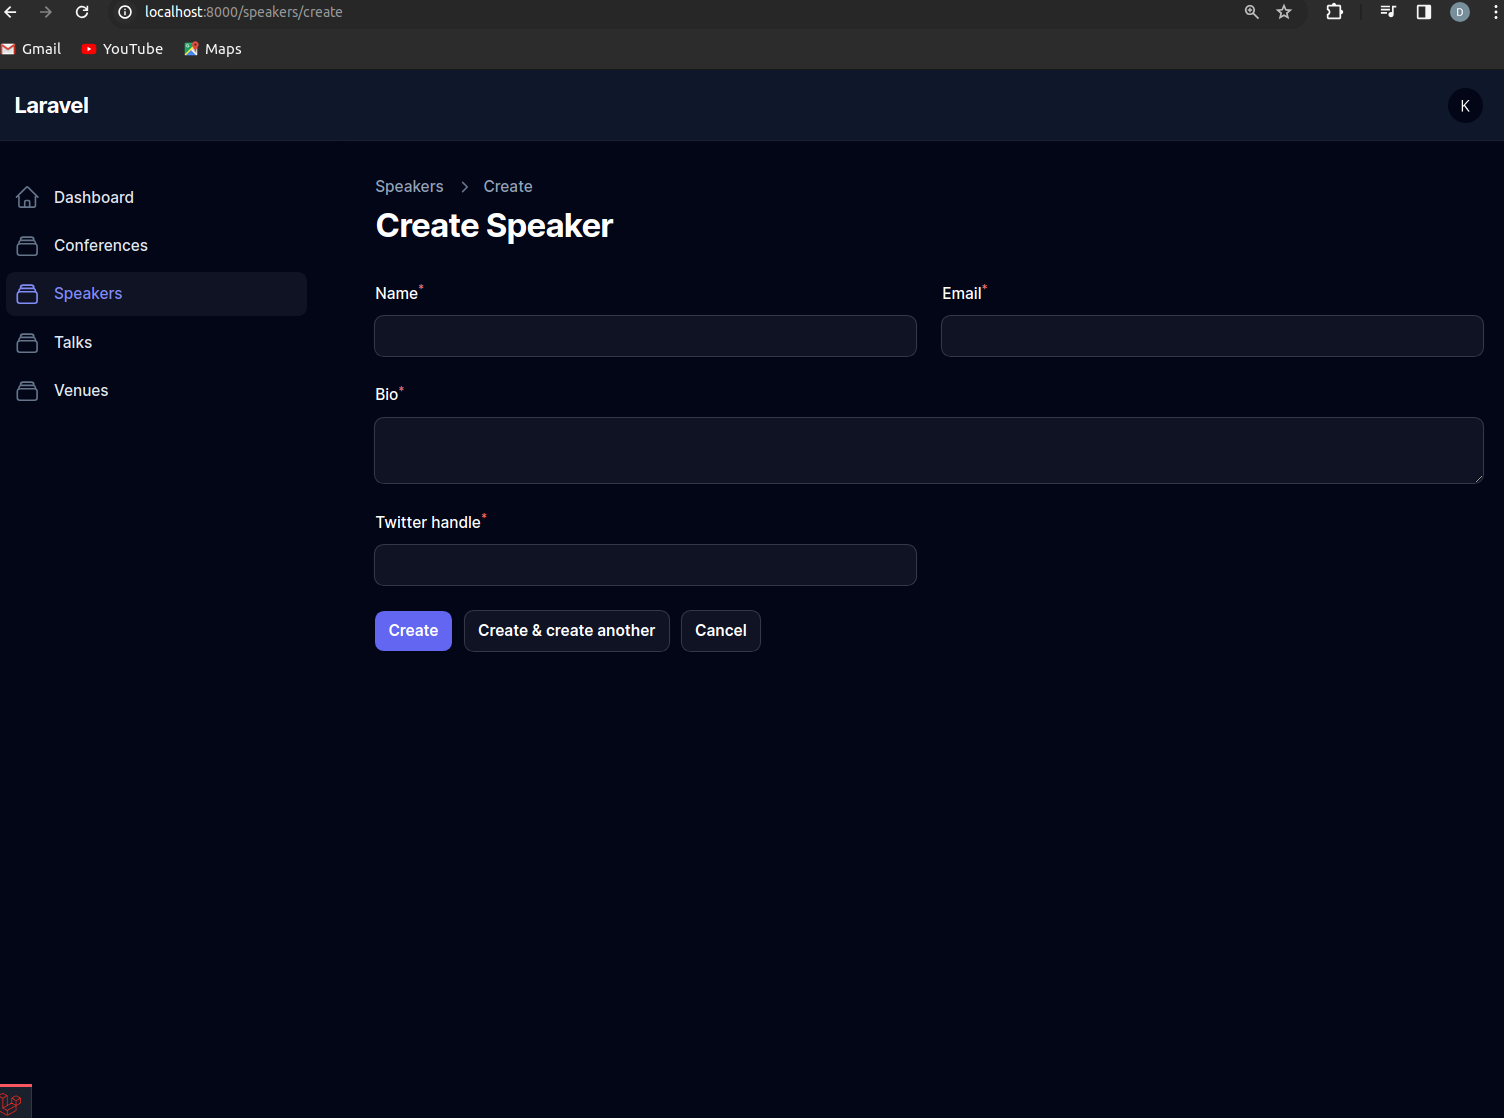 localhost:8000/speakers/create
D
Gmail
YouTube
Maps
Laravel
K
Dashboard
Conferences
Speakers
Talks
Venues
Speakers > Create
Create Speaker
Name*
Email*
Bio*
Twitter handle*
Create
Create & create another
Cancel